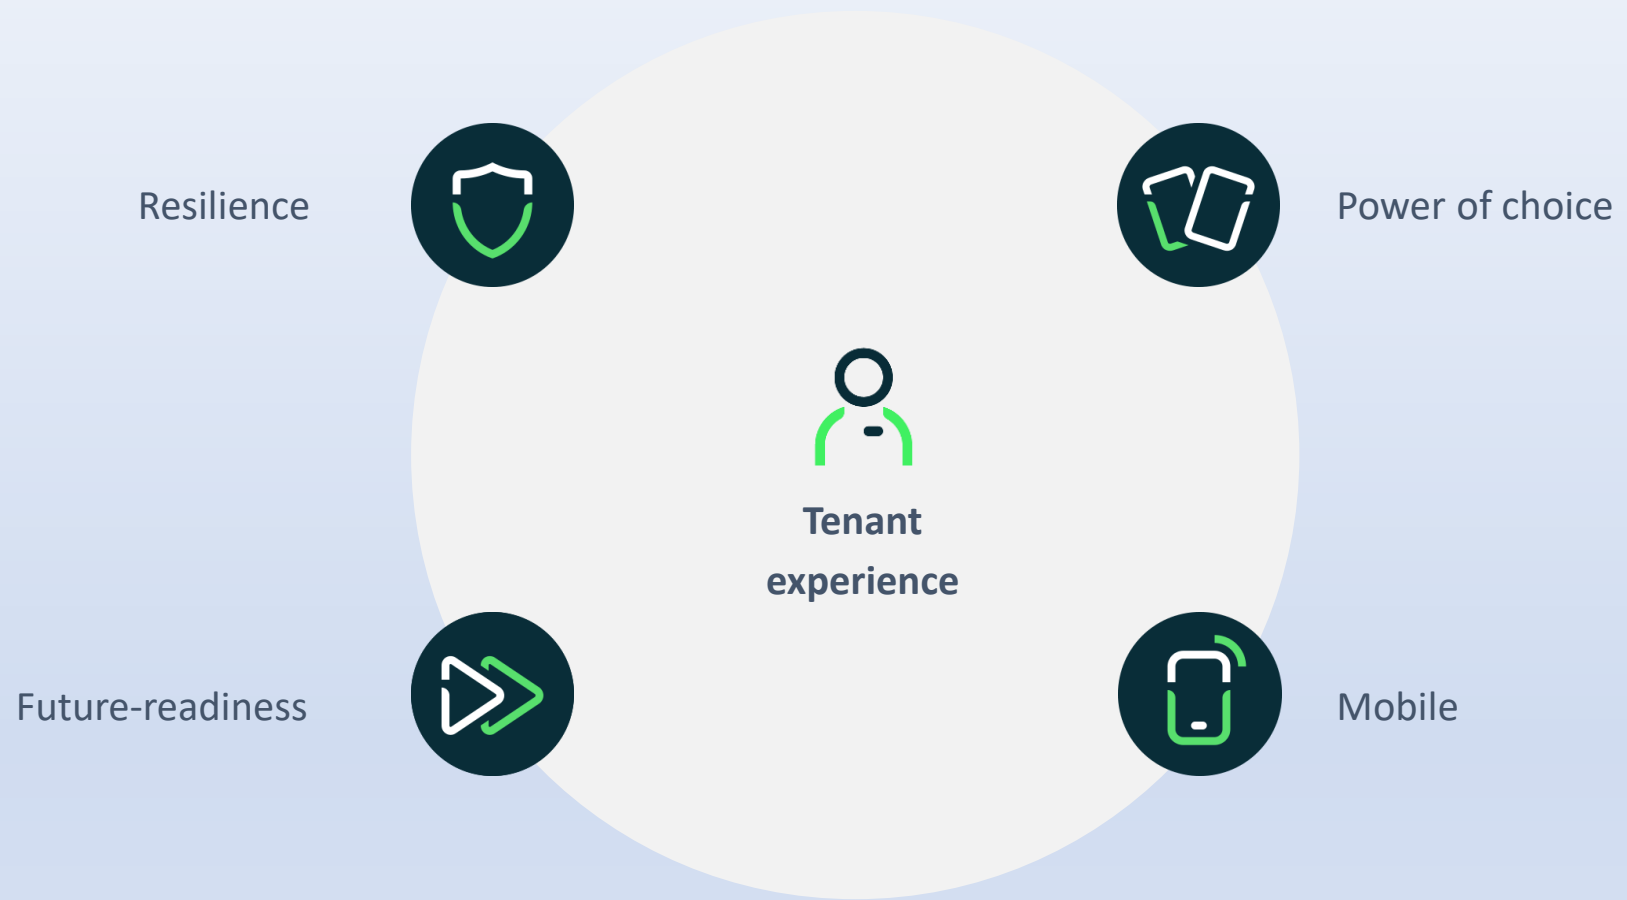 Resilience
Power of choice
Tenant
experience
Future-readiness
Mobile